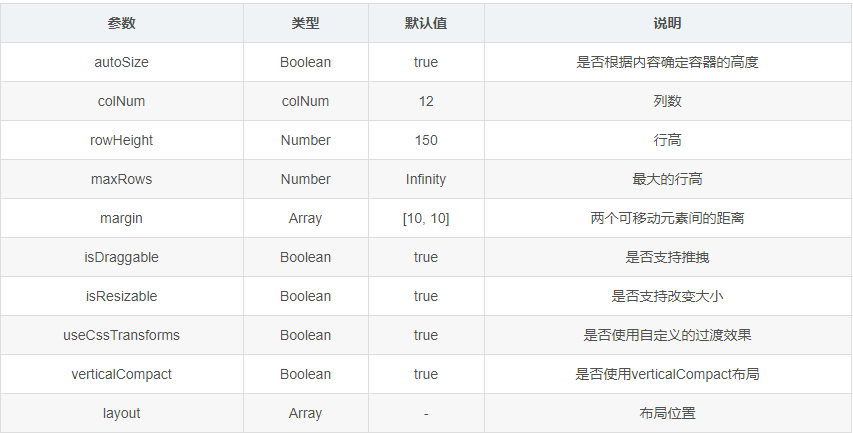 参数 类型 默认值 说明
autoSize Boolean true 是否根据内容确定容器的高度
colNum colNum 12 列数
rowHeight Number 150 行高
maxRows Number Infinity 最大的行高
margin Array [10, 10] 两个可移动元素间的距离
isDraggable Boolean true 是否支持推拽
isResizable Boolean true 是否支持改变大小
useCssTransforms Boolean true 是否使用自定义的过渡效果
verticalCompact Boolean true 是否使用verticalCompact布局
layout Array - 布局位置